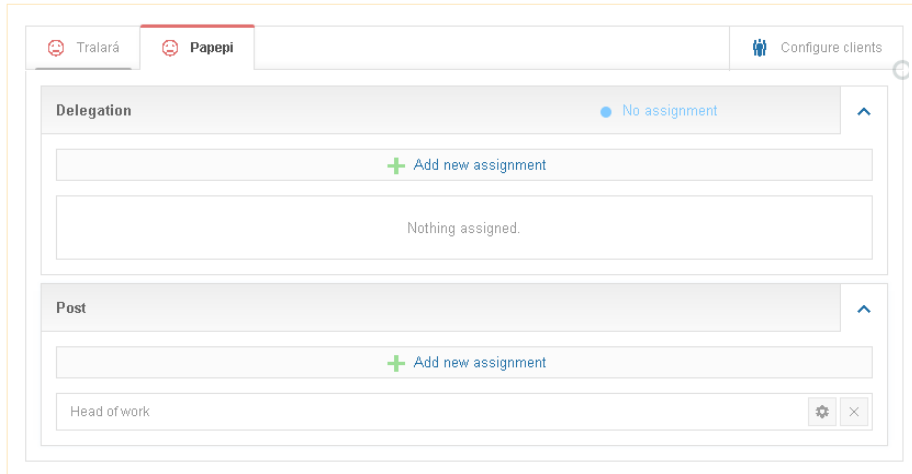 Tralará Papepi Configure clients
Delegation No assignment
Add new assignment
Nothing assigned.
Post
Add new assignment
Head of work